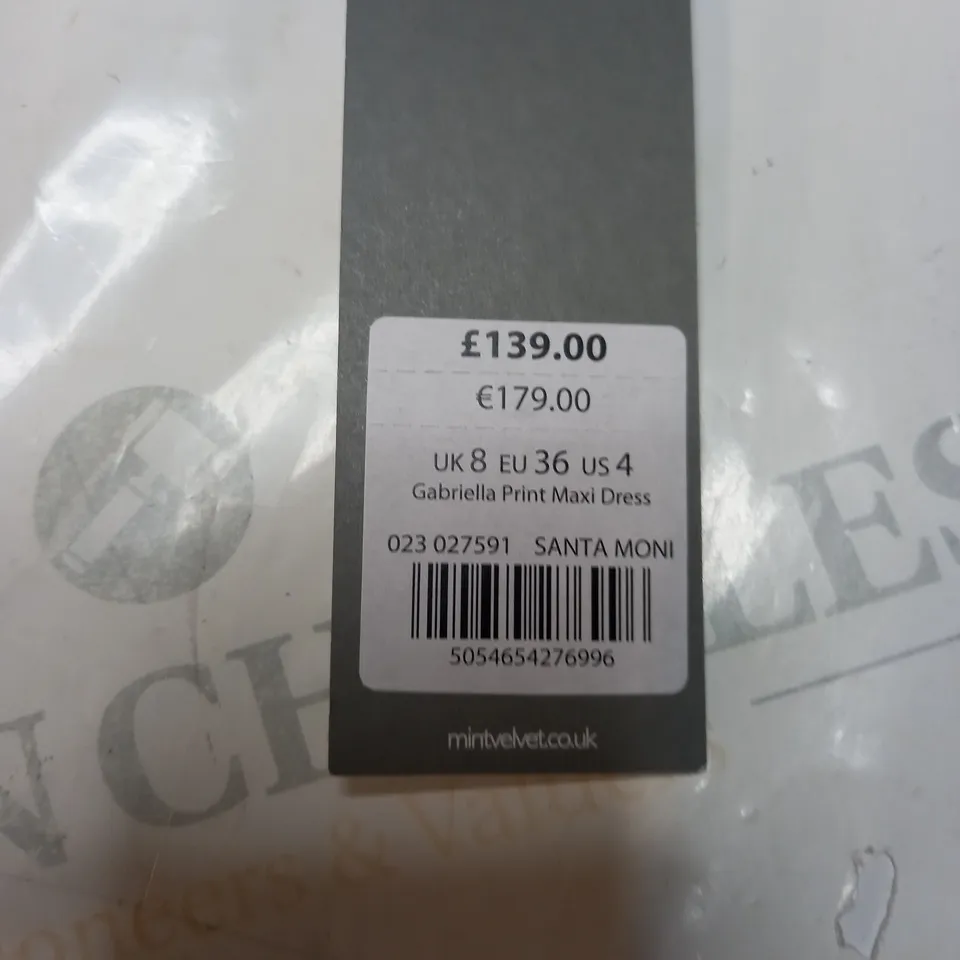 £139.00
€179.00
UK 8 EU 36 US 4
Gabriella Print Maxi Dress
023 027591 SANTA MONI
5054654276996
mintvelvet.co.uk